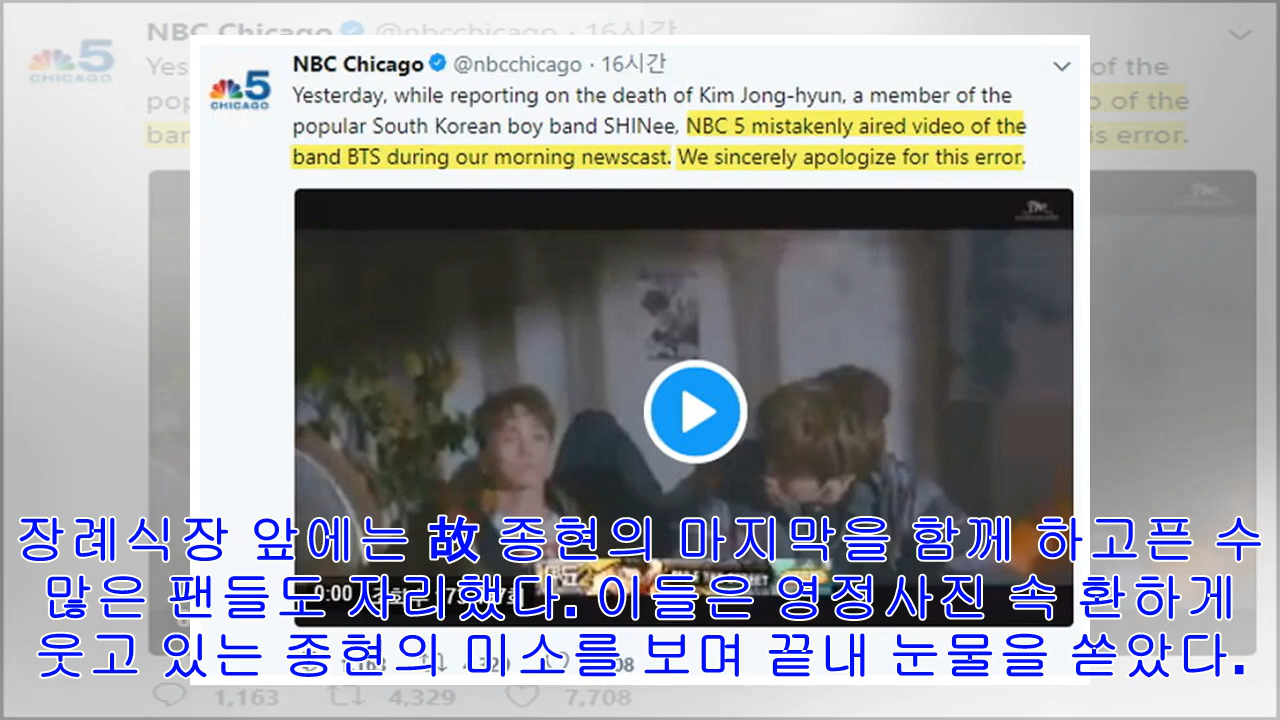 NBC Chicago @nbcchicago · 16시간
5 CHICAGO
Yesterday, while reporting on the death of Kim Jong-hyun, a member of the
popular South Korean boy band SHINee, NBC 5 mistakenly aired video of the
band BTS during our morning newscast. We sincerely apologize for this error.
장례식장 앞에는 故 종현의 마지막을 함께 하고픈 수
0:00
많은 팬들도 자리했다. 이들은 영정사진 속 환하게
웃고 있는 종현의 미소를 보며 끝내 눈물을 쏟았다.
1,163 4,329 7,708